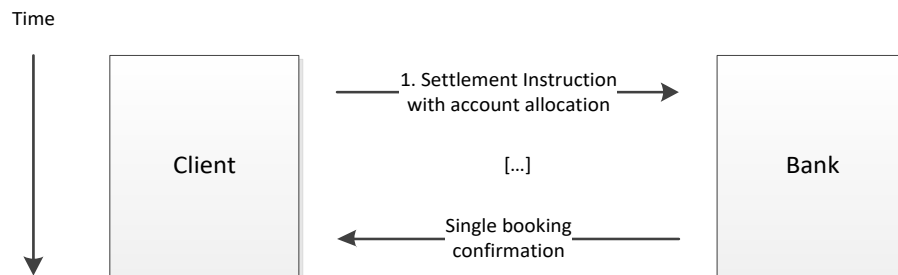 Time
1. Settlement Instruction
with account allocation
Client
[...]
Bank
Single booking
confirmation